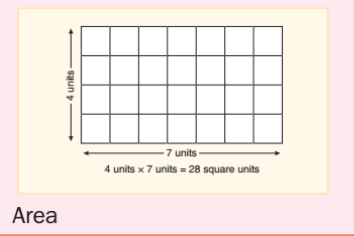 4 units
7 units
4 units × 7 units = 28 square units
Area